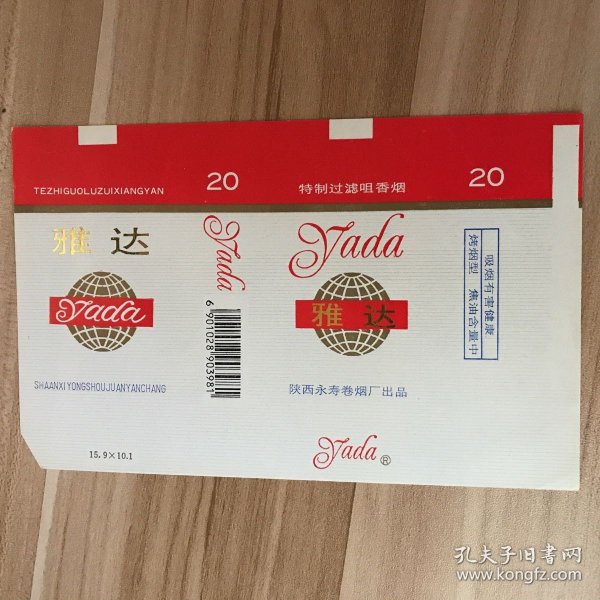 TEZHIGUOLUZUIXIANGYAN
20
特制过滤咀香烟
20
雅达
Yada
SHAANXIYONGSHOUJUANYANCHANG
15.9×10.1
Yada
6 901028 903981
Yada
雅达
陕西永寿卷烟厂出品
Yada®
吸烟有害健康
烤烟型 焦油含量中
孔夫子旧书网
www.kongfz.com